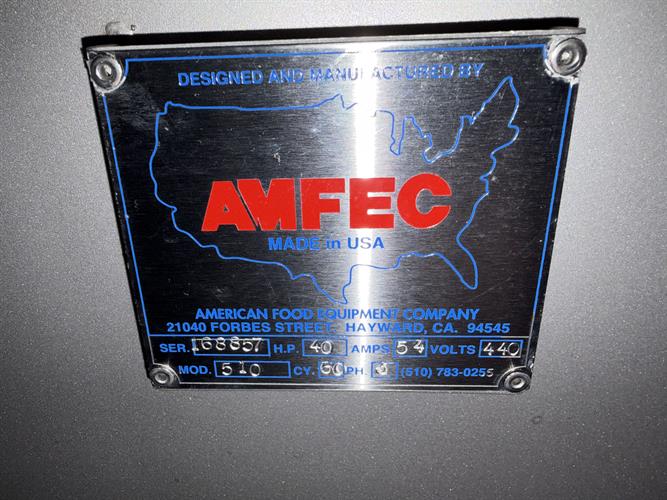 DESIGNED AND MANUFACTURED BY
AMFEC
MADE in USA
AMERICAN FOOD EQUIPMENT COMPANY
21040 FORBES STREET, HAYWARD, CA. 94545
SER. 168857 H.P. 40 AMPS 54 VOLTS 440
MOD. 510 CY. 60 PH. 3 (510) 783-0255